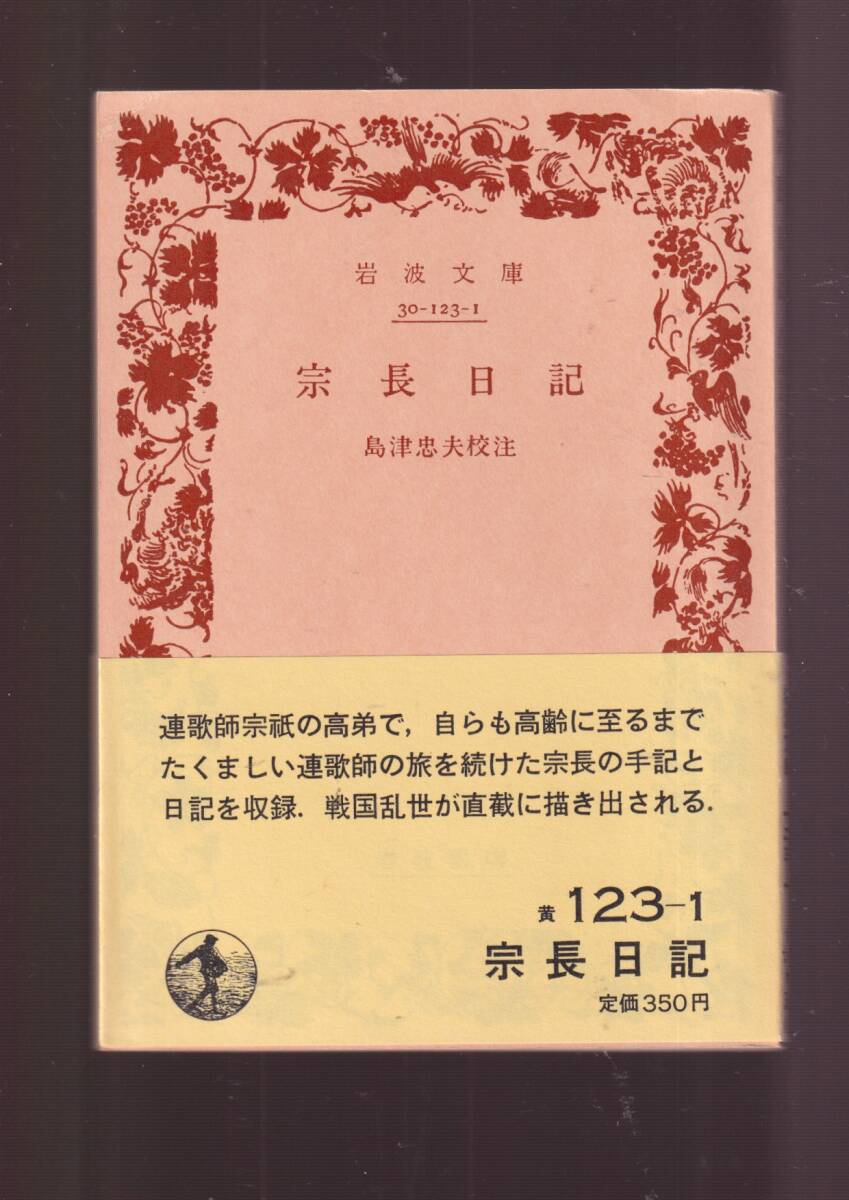 岩波文庫
30-123-1
宗長日記
島津忠夫校注
連歌師宗祇の高弟で，自らも高齢に至るまで
たくましい連歌師の旅を続けた宗長の手記と
日記を収録．戦国乱世が直截に描き出される．
黄 123-1
宗長日記
定価350円